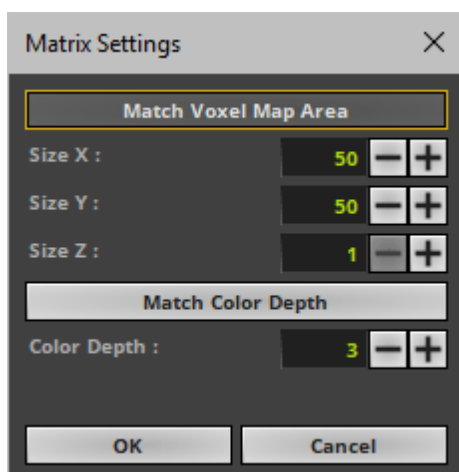 Matrix Settings
Match Voxel Map Area
Size X : 50
Size Y : 50
Size Z : 1
Match Color Depth
Color Depth : 3
OK Cancel